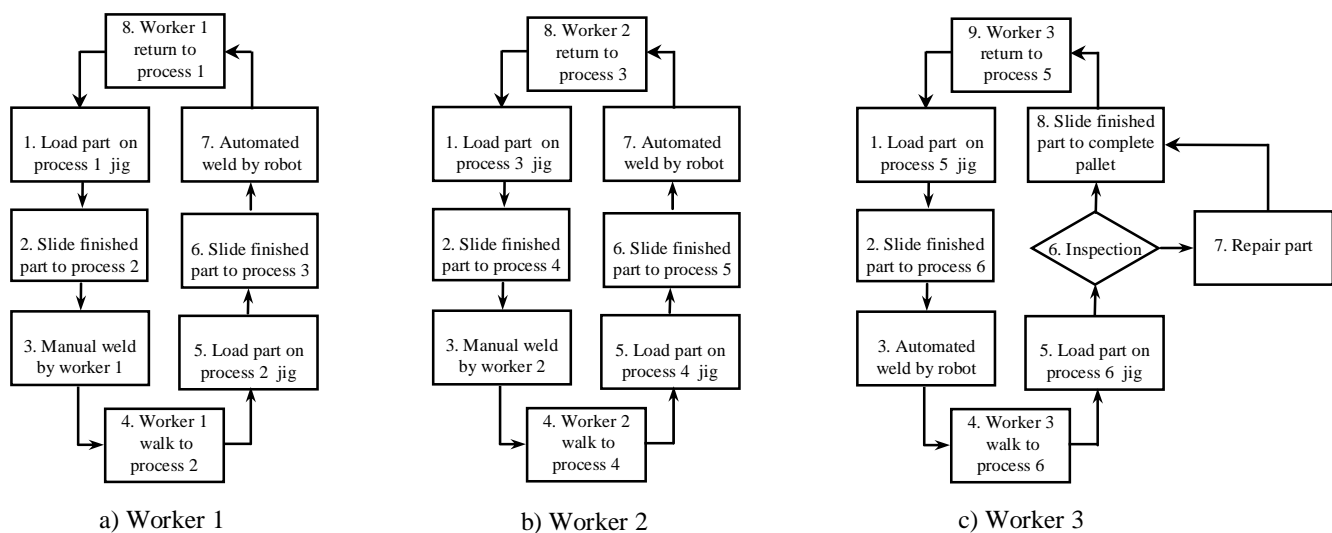 8. Worker 1
return to
process 1
1. Load part on
process 1 jig
7. Automated
weld by robot
2. Slide finished
part to process 2
6. Slide finished
part to process 3
3. Manual weld
by worker 1
5. Load part on
process 2 jig
4. Worker 1
walk to
process 2
a) Worker 1
8. Worker 2
return to
process 3
1. Load part on
process 3 jig
7. Automated
weld by robot
2. Slide finished
part to process 4
6. Slide finished
part to process 5
3. Manual weld
by worker 2
5. Load part on
process 4 jig
4. Worker 2
walk to
process 4
b) Worker 2
9. Worker 3
return to
process 5
1. Load part on
process 5 jig
8. Slide finished
part to complete
pallet
2. Slide finished
part to process 6
6. Inspection
7. Repair part
3. Automated
weld by robot
5. Load part on
process 6 jig
4. Worker 3
walk to
process 6
c) Worker 3